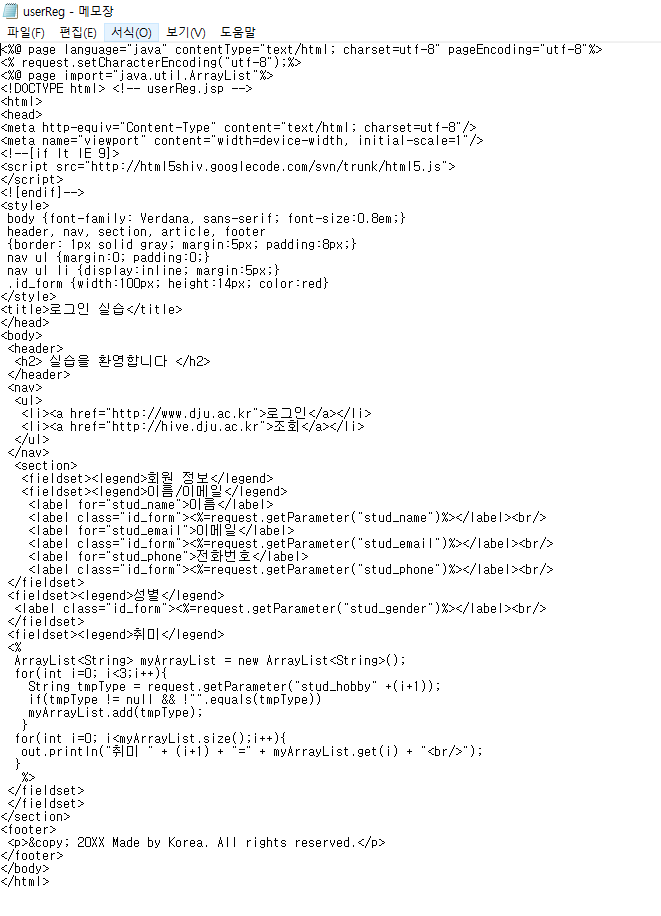 userReg - 메모장
파일(F) 편집(E) 서식(O) 보기(V) 도움말
<%@ page language="java" contentType="text/html; charset=utf-8" pageEncoding="utf-8"%>
<% request.setCharacterEncoding("utf-8");%>
<%@ page import="java.util.ArrayList"%>
<!DOCTYPE html> <!-- userReg.jsp -->
<html>
<head>
<meta http-equiv="Content-Type" content="text/html; charset=utf-8"/>
<meta name="viewport" content="width=device-width, initial-scale=1"/>
<!--[if lt IE 9]>
<script src="http://html5shiv.googlecode.com/svn/trunk/html5.js">
</script>
<![endif]-->
<style>
 body {font-family: Verdana, sans-serif; font-size:0.8em;}
 header, nav, section, article, footer
 {border: 1px solid gray; margin:5px; padding:8px;}
 nav ul {margin:0; padding:0;}
 nav ul li {display:inline; margin:5px;}
 .id_form {width:100px; height:14px; color:red}
</style>
<title>로그인 실습</title>
</head>
<body>
 <header>
  <h2> 실습을 환영합니다 </h2>
 </header>
 <nav>
  <ul>
   <li><a href="http://www.dju.ac.kr">로그인</a></li>
   <li><a href="http://hive.dju.ac.kr">조회</a></li>
  </ul>
 </nav>
  <section>
   <fieldset><legend>회원 정보</legend>
   <fieldset><legend>이름/이메일</legend>
    <label for="stud_name">이름</label>
    <label class="id_form"><%=request.getParameter("stud_name")%></label><br/>
    <label for="stud_email">이메일</label>
    <label class="id_form"><%=request.getParameter("stud_email")%></label><br/>
    <label for="stud_phone">전화번호</label>
    <label class="id_form"><%=request.getParameter("stud_phone")%></label><br/>
 </fieldset>
 <fieldset><legend>성별</legend>
  <label class="id_form"><%=request.getParameter("stud_gender")%></label><br/>
 </fieldset>
 <fieldset><legend>취미</legend>
 <%
  ArrayList<String> myArrayList = new ArrayList<String>();
  for(int i=0; i<3;i++){
    String tmpType = request.getParameter("stud_hobby" +(i+1));
    if(tmpType != null && !"".equals(tmpType))
    myArrayList.add(tmpType);
   }
  for(int i=0; i<myArrayList.size();i++){
   out.println("취미 " + (i+1) + "=" + myArrayList.get(i) + "<br/>");
  }
   %>
 </fieldset>
 </fieldset>
</section>
<footer>
 <p>&copy; 20XX Made by Korea. All rights reserved.</p>
</footer>
</body>
</html>